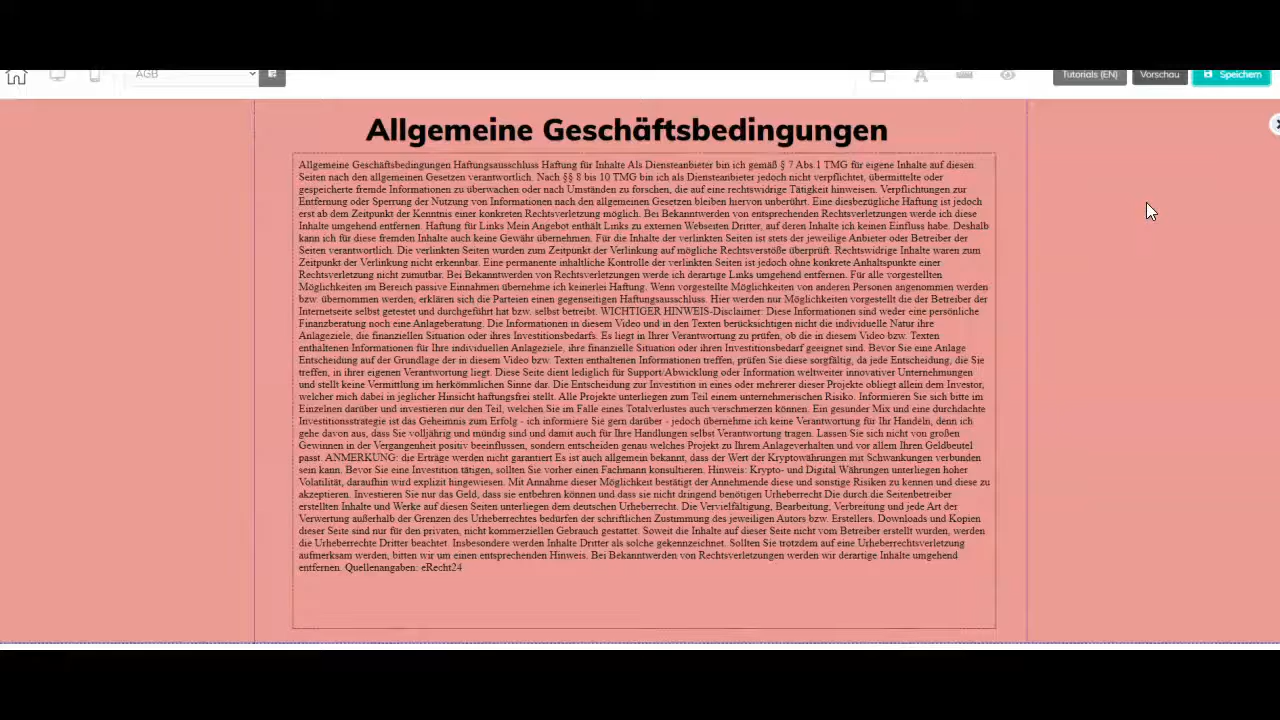 AGB
Tutorials (EN)
Vorschau
Speichern
Allgemeine Geschäftsbedingungen
Allgemeine Geschäftsbedingungen Haftungsausschluss Haftung für Inhalte Als Diensteanbieter bin ich gemäß § 7 Abs 1 TMG für eigene Inhalte auf diesen
Seiten nach den allgemeinen Gesetzen verantwortlich. Nach §§ 8 bis 10 TMG bin ich als Diensteanbieter jedoch nicht verpflichtet, übermittelte oder
gespeicherte fremde Informationen zu überwachen oder nach Umständen zu forschen, die auf eine rechtswidrige Tätigkeit hinweisen. Verpflichtungen zur
Entfernung oder Sperrung der Nutzung von Informationen nach den allgemeinen Gesetzen bleiben hiervon unberührt. Eine diesbezügliche Haftung ist jedoch
erst ab dem Zeitpunkt der Kenntnis einer konkreten Rechtsverletzung möglich. Bei Bekanntwerden von entsprechenden Rechtsverletzungen werde ich diese
Inhalte umgehend entfernen. Haftung für Links Mein Angebot enthält Links zu externen Webseiten Dritter, auf deren Inhalte ich keinen Einfluss habe. Deshalb
kann ich für diese fremden Inhalte auch keine Gewähr übernehmen. Für die Inhalte der verlinkten Seiten ist stets der jeweilige Anbieter oder Betreiber der
Seiten verantwortlich. Die verlinkten Seiten wurden zum Zeitpunkt der Verlinkung auf mögliche Rechtsverstöße überprüft. Rechtswidrige Inhalte waren zum
Zeitpunkt der Verlinkung nicht erkennbar. Eine permanente inhaltliche Kontrolle der verlinkten Seiten ist jedoch ohne konkrete Anhaltspunkte einer
Rechtsverletzung nicht zumutbar. Bei Bekanntwerden von Rechtsverletzungen werde ich derartige Links umgehend entfernen. Für alle vorgestellten
Möglichkeiten im Bereich passive Einnahmen übernehme ich keinerlei Haftung. Wenn vorgestellte Möglichkeiten von anderen Personen angenommen werden
bzw. übernommen werden, erklären sich die Parteien einen gegenseitigen Haftungsausschluss. Hier werden nur Möglichkeiten vorgestellt die der Betreiber der
Internetseite selbst getestet und durchgeführt hat bzw. selbst betreibt. WICHTIGER HINWEIS-Disclaimer: Diese Informationen sind weder eine persönliche
Finanzberatung noch eine Anlageberatung. Die Informationen in diesem Video und in den Texten berücksichtigen nicht die individuelle Natur ihre
Anlageziele, die finanziellen Situation oder ihres Investitionsbedarfs. Es liegt in Ihrer Verantwortung zu prüfen, ob die in diesem Video bzw. Texten
enthaltenen Informationen für Ihre individuellen Anlageziele, ihre finanzielle Situation oder ihren Investitionsbedarf geeignet sind. Bevor Sie eine Anlage
Entscheidung auf der Grundlage der in diesem Video bzw. Texten enthaltenen Informationen treffen, prüfen Sie diese sorgfältig, da jede Entscheidung, die Sie
treffen, in ihrer eigenen Verantwortung liegt. Diese Seite dient lediglich für Support/Abwicklung oder Information weltweiter innovativer Unternehmungen
und stellt keine Vermittlung im herkömmlichen Sinne dar. Die Entscheidung zur Investition in eines oder mehrerer dieser Projekte obliegt allein dem Investor,
welcher mich dabei in jeglicher Hinsicht haftungsfrei stellt. Alle Projekte unterliegen zum Teil einem unternehmerischen Risiko. Informieren Sie sich bitte im
Einzelnen darüber und investieren nur den Teil, welchen Sie im Falle eines Totalverlustes auch verschmerzen können. Ein gesunder Mix und eine durchdachte
Investitionsstrategie ist das Geheimnis zum Erfolg - ich informiere Sie gern darüber - jedoch übernehme ich keine Verantwortung für Ihr Handeln, denn ich
gehe davon aus, dass Sie volljährig und mündig sind und damit auch für Ihre Handlungen selbst Verantwortung tragen. Lassen Sie sich nicht von großen
Gewinnen in der Vergangenheit positiv beeinflussen, sondern entscheiden genau welches Projekt zu Ihrem Anlageverhalten und vor allem Ihren Geldbeutel
passt. ANMERKUNG: die Erträge werden nicht garantiert Es ist auch allgemein bekannt, dass der Wert der Kryptowährungen mit Schwankungen verbunden
sein kann. Bevor Sie eine Investition tätigen, sollten Sie vorher einen Fachmann konsultieren. Hinweis: Krypto- und Digital Währungen unterliegen hoher
Volatilität, daraufhin wird explizit hingewiesen. Mit Annahme dieser Möglichkeit bestätigt der Annehmende diese und sonstige Risiken zu kennen und diese zu
akzeptieren. Investieren Sie nur das Geld, dass sie entbehren können und dass sie nicht dringend benötigen Urheberrecht Die durch die Seitenbetreiber
erstellten Inhalte und Werke auf diesen Seiten unterliegen dem deutschen Urheberrecht. Die Vervielfältigung, Bearbeitung, Verbreitung und jede Art der
Verwertung außerhalb der Grenzen des Urheberrechtes bedürfen der schriftlichen Zustimmung des jeweiligen Autors bzw. Erstellers. Downloads und Kopien
dieser Seite sind nur für den privaten, nicht kommerziellen Gebrauch gestattet. Soweit die Inhalte auf dieser Seite nicht vom Betreiber erstellt wurden, werden
die Urheberrechte Dritter beachtet. Insbesondere werden Inhalte Dritter als solche gekennzeichnet. Sollten Sie trotzdem auf eine Urheberrechtsverletzung
aufmerksam werden, bitten wir um einen entsprechenden Hinweis. Bei Bekanntwerden von Rechtsverletzungen werden wir derartige Inhalte umgehend
entfernen. Quellenangaben: eRecht24